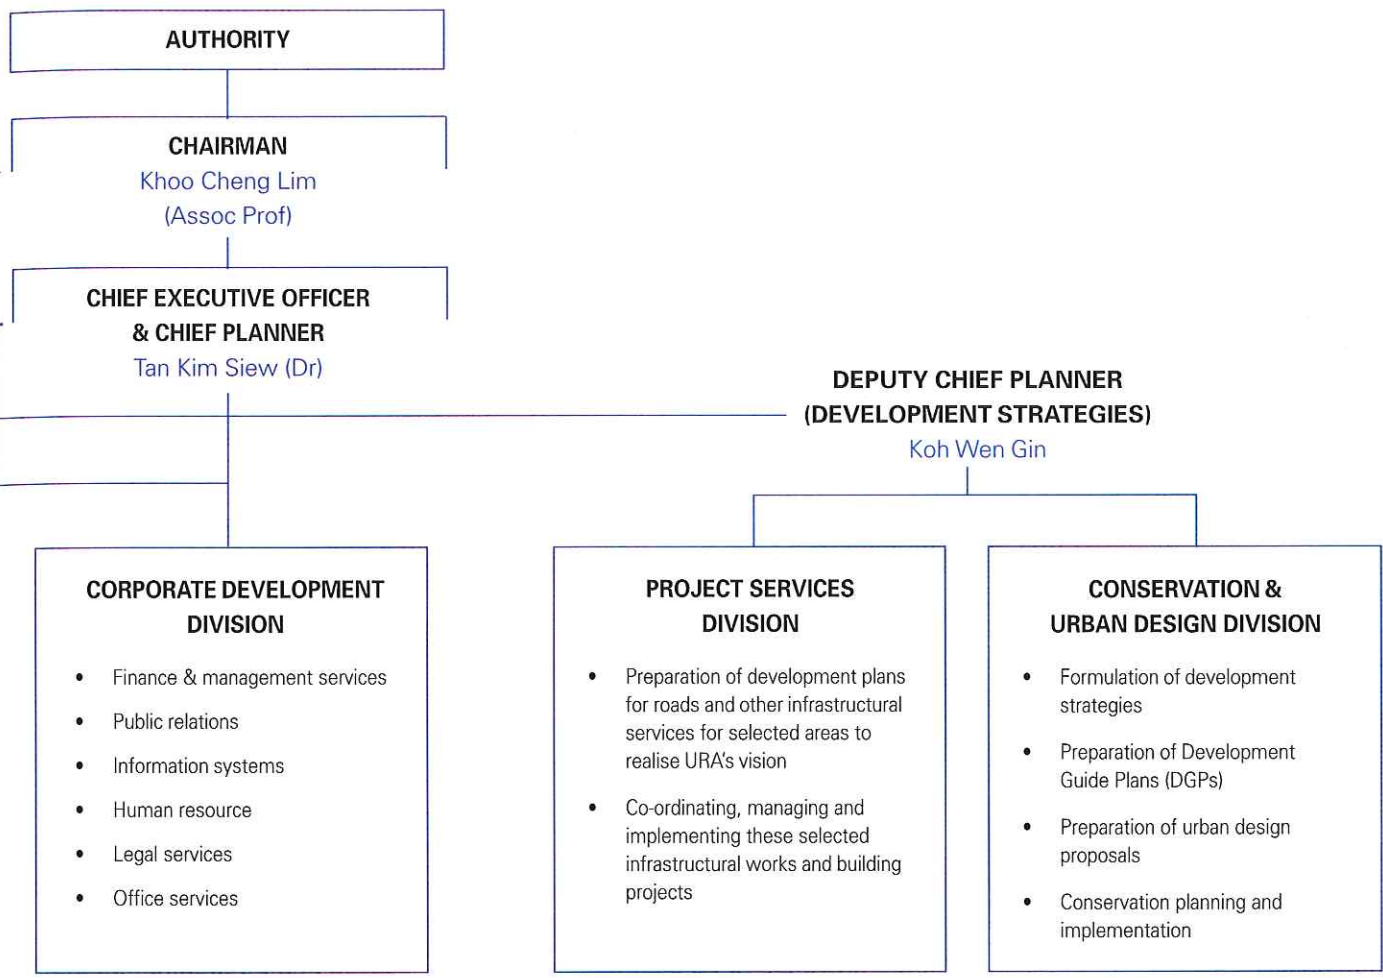 AUTHORITY
CHAIRMAN
Khoo Cheng Lim
(Assoc Prof)
CHIEF EXECUTIVE OFFICER
& CHIEF PLANNER
Tan Kim Siew (Dr)
DEPUTY CHIEF PLANNER
(DEVELOPMENT STRATEGIES)
Koh Wen Gin
CORPORATE DEVELOPMENT
DIVISION
• Finance & management services
• Public relations
• Information systems
• Human resource
• Legal services
• Office services
PROJECT SERVICES
DIVISION
• Preparation of development plans
for roads and other infrastructural
services for selected areas to
realise URA's vision
• Co-ordinating, managing and
implementing these selected
infrastructural works and building
projects
CONSERVATION &
URBAN DESIGN DIVISION
• Formulation of development
strategies
• Preparation of Development
Guide Plans (DGPs)
• Preparation of urban design
proposals
• Conservation planning and
implementation